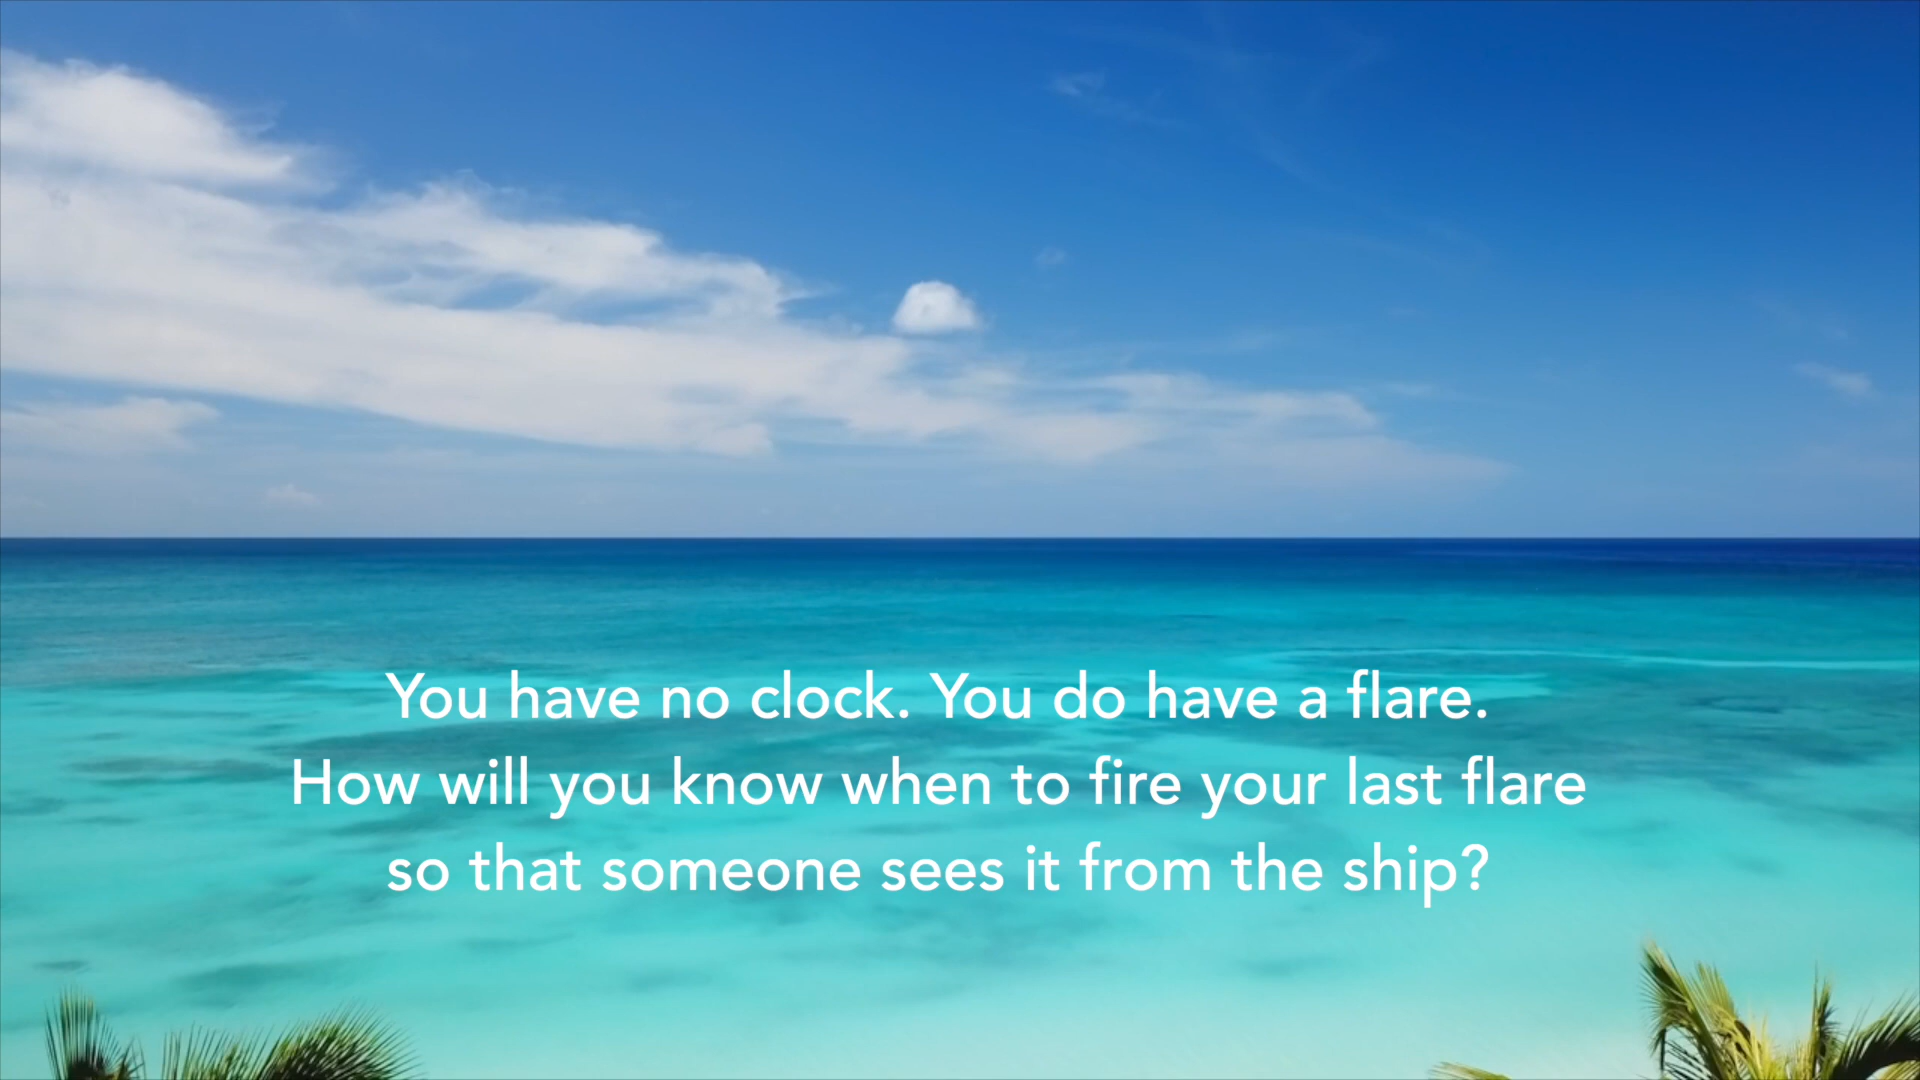 You have no clock. You do have a flare.
How will you know when to fire your last flare
so that someone sees it from the ship?